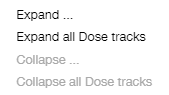 Expand ...
Expand all Dose tracks
Collapse ...
Collapse all Dose tracks